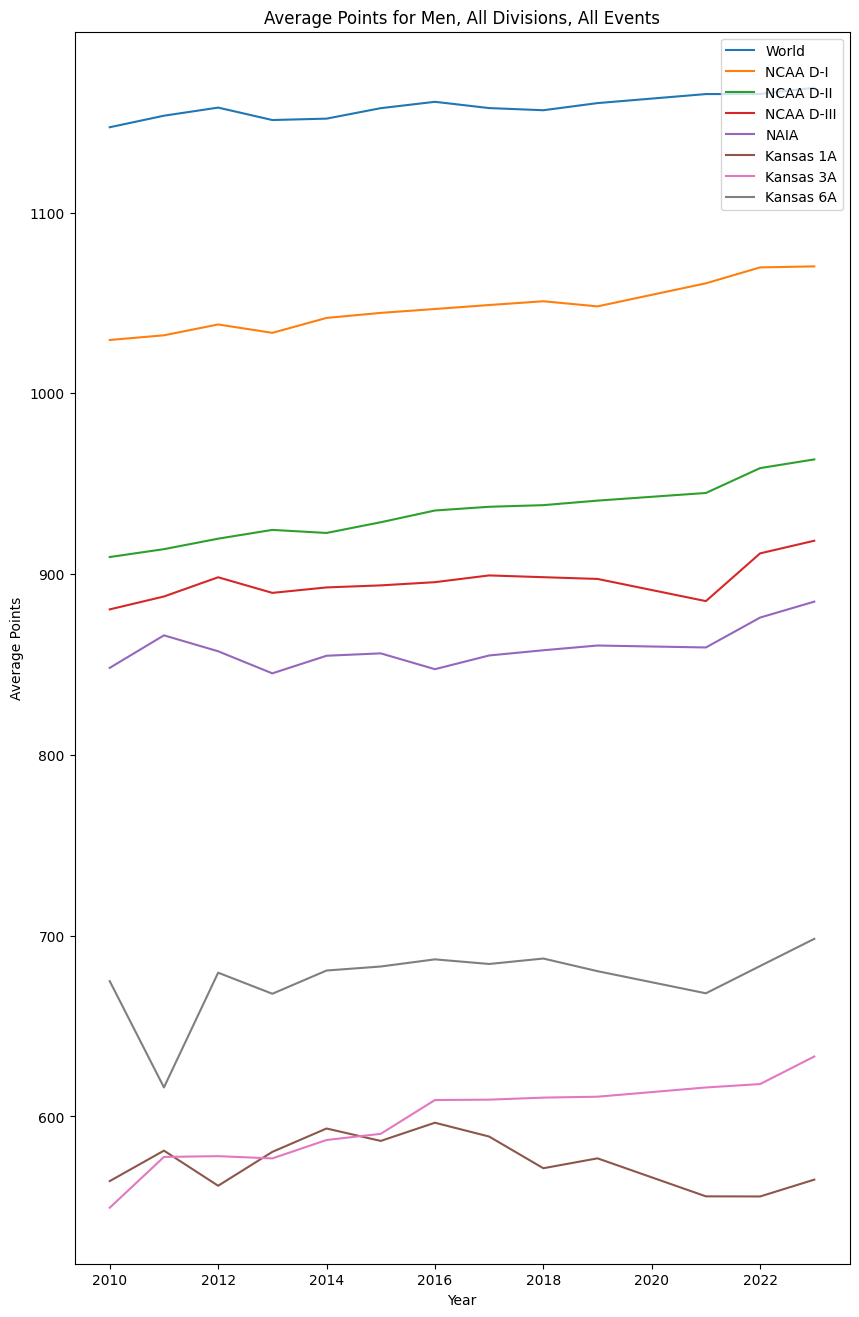 Average Points for Men, All Divisions, All Events
World
NCAA D-I
NCAA D-II
NCAA D-III
NAIA
Kansas 1A
Kansas 3A
Kansas 6A
1100
1000
900
800
700
600
Average Points
2010 2012 2014 2016 2018 2020 2022
Year